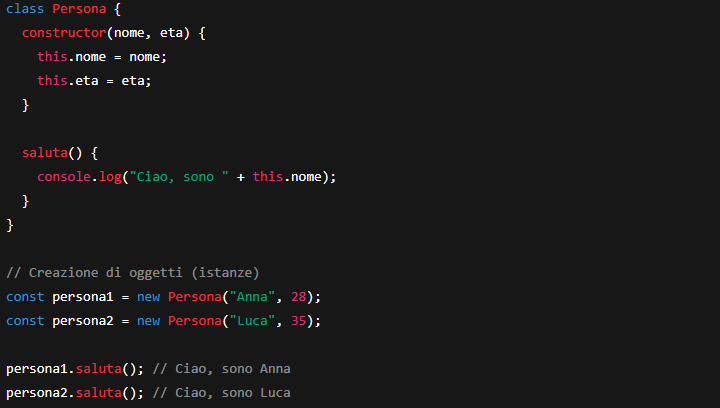 class Persona {
  constructor(nome, eta) {
    this.nome = nome;
    this.eta = eta;
  }

  saluta() {
    console.log("Ciao, sono " + this.nome);
  }
}

// Creazione di oggetti (istanze)
const persona1 = new Persona("Anna", 28);
const persona2 = new Persona("Luca", 35);

persona1.saluta(); // Ciao, sono Anna
persona2.saluta(); // Ciao, sono Luca